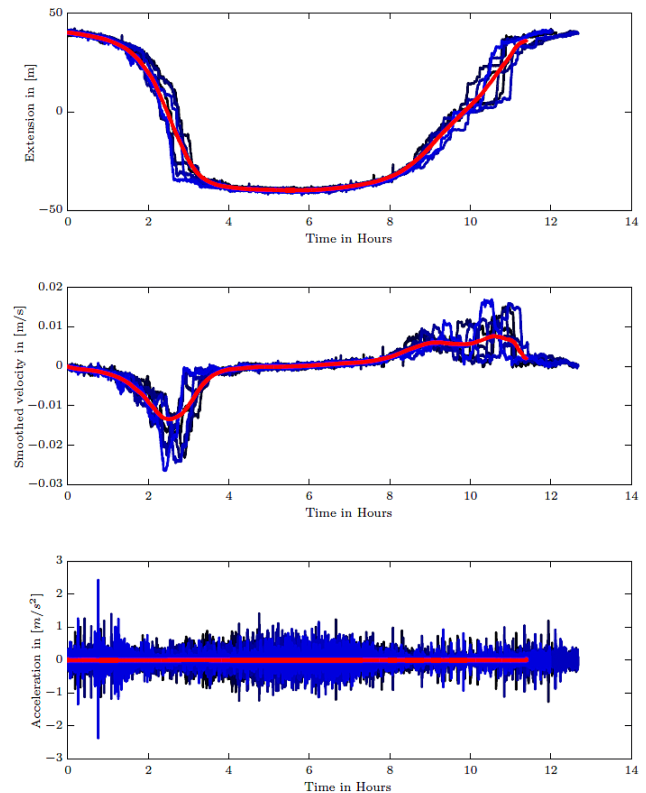 50
0
−50
Extension in [m]
0 2 4 6 8 10 12 14
Time in Hours
0.02
0.01
0
−0.01
−0.02
−0.03
Smoothed velocity in [m/s]
0 2 4 6 8 10 12 14
Time in Hours
3
2
1
0
−1
−2
−3
Acceleration in [m/s²]
0 2 4 6 8 10 12 14
Time in Hours